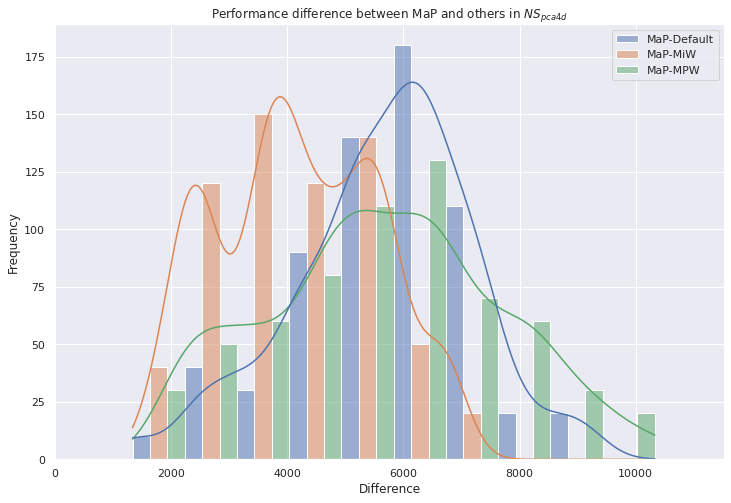 Performance difference between MaP and others in NS_pca4d
MaP-Default
MaP-MiW
MaP-MPW
175
150
125
100
75
50
25
0
Frequency
0 2000 4000 6000 8000 10000
Difference